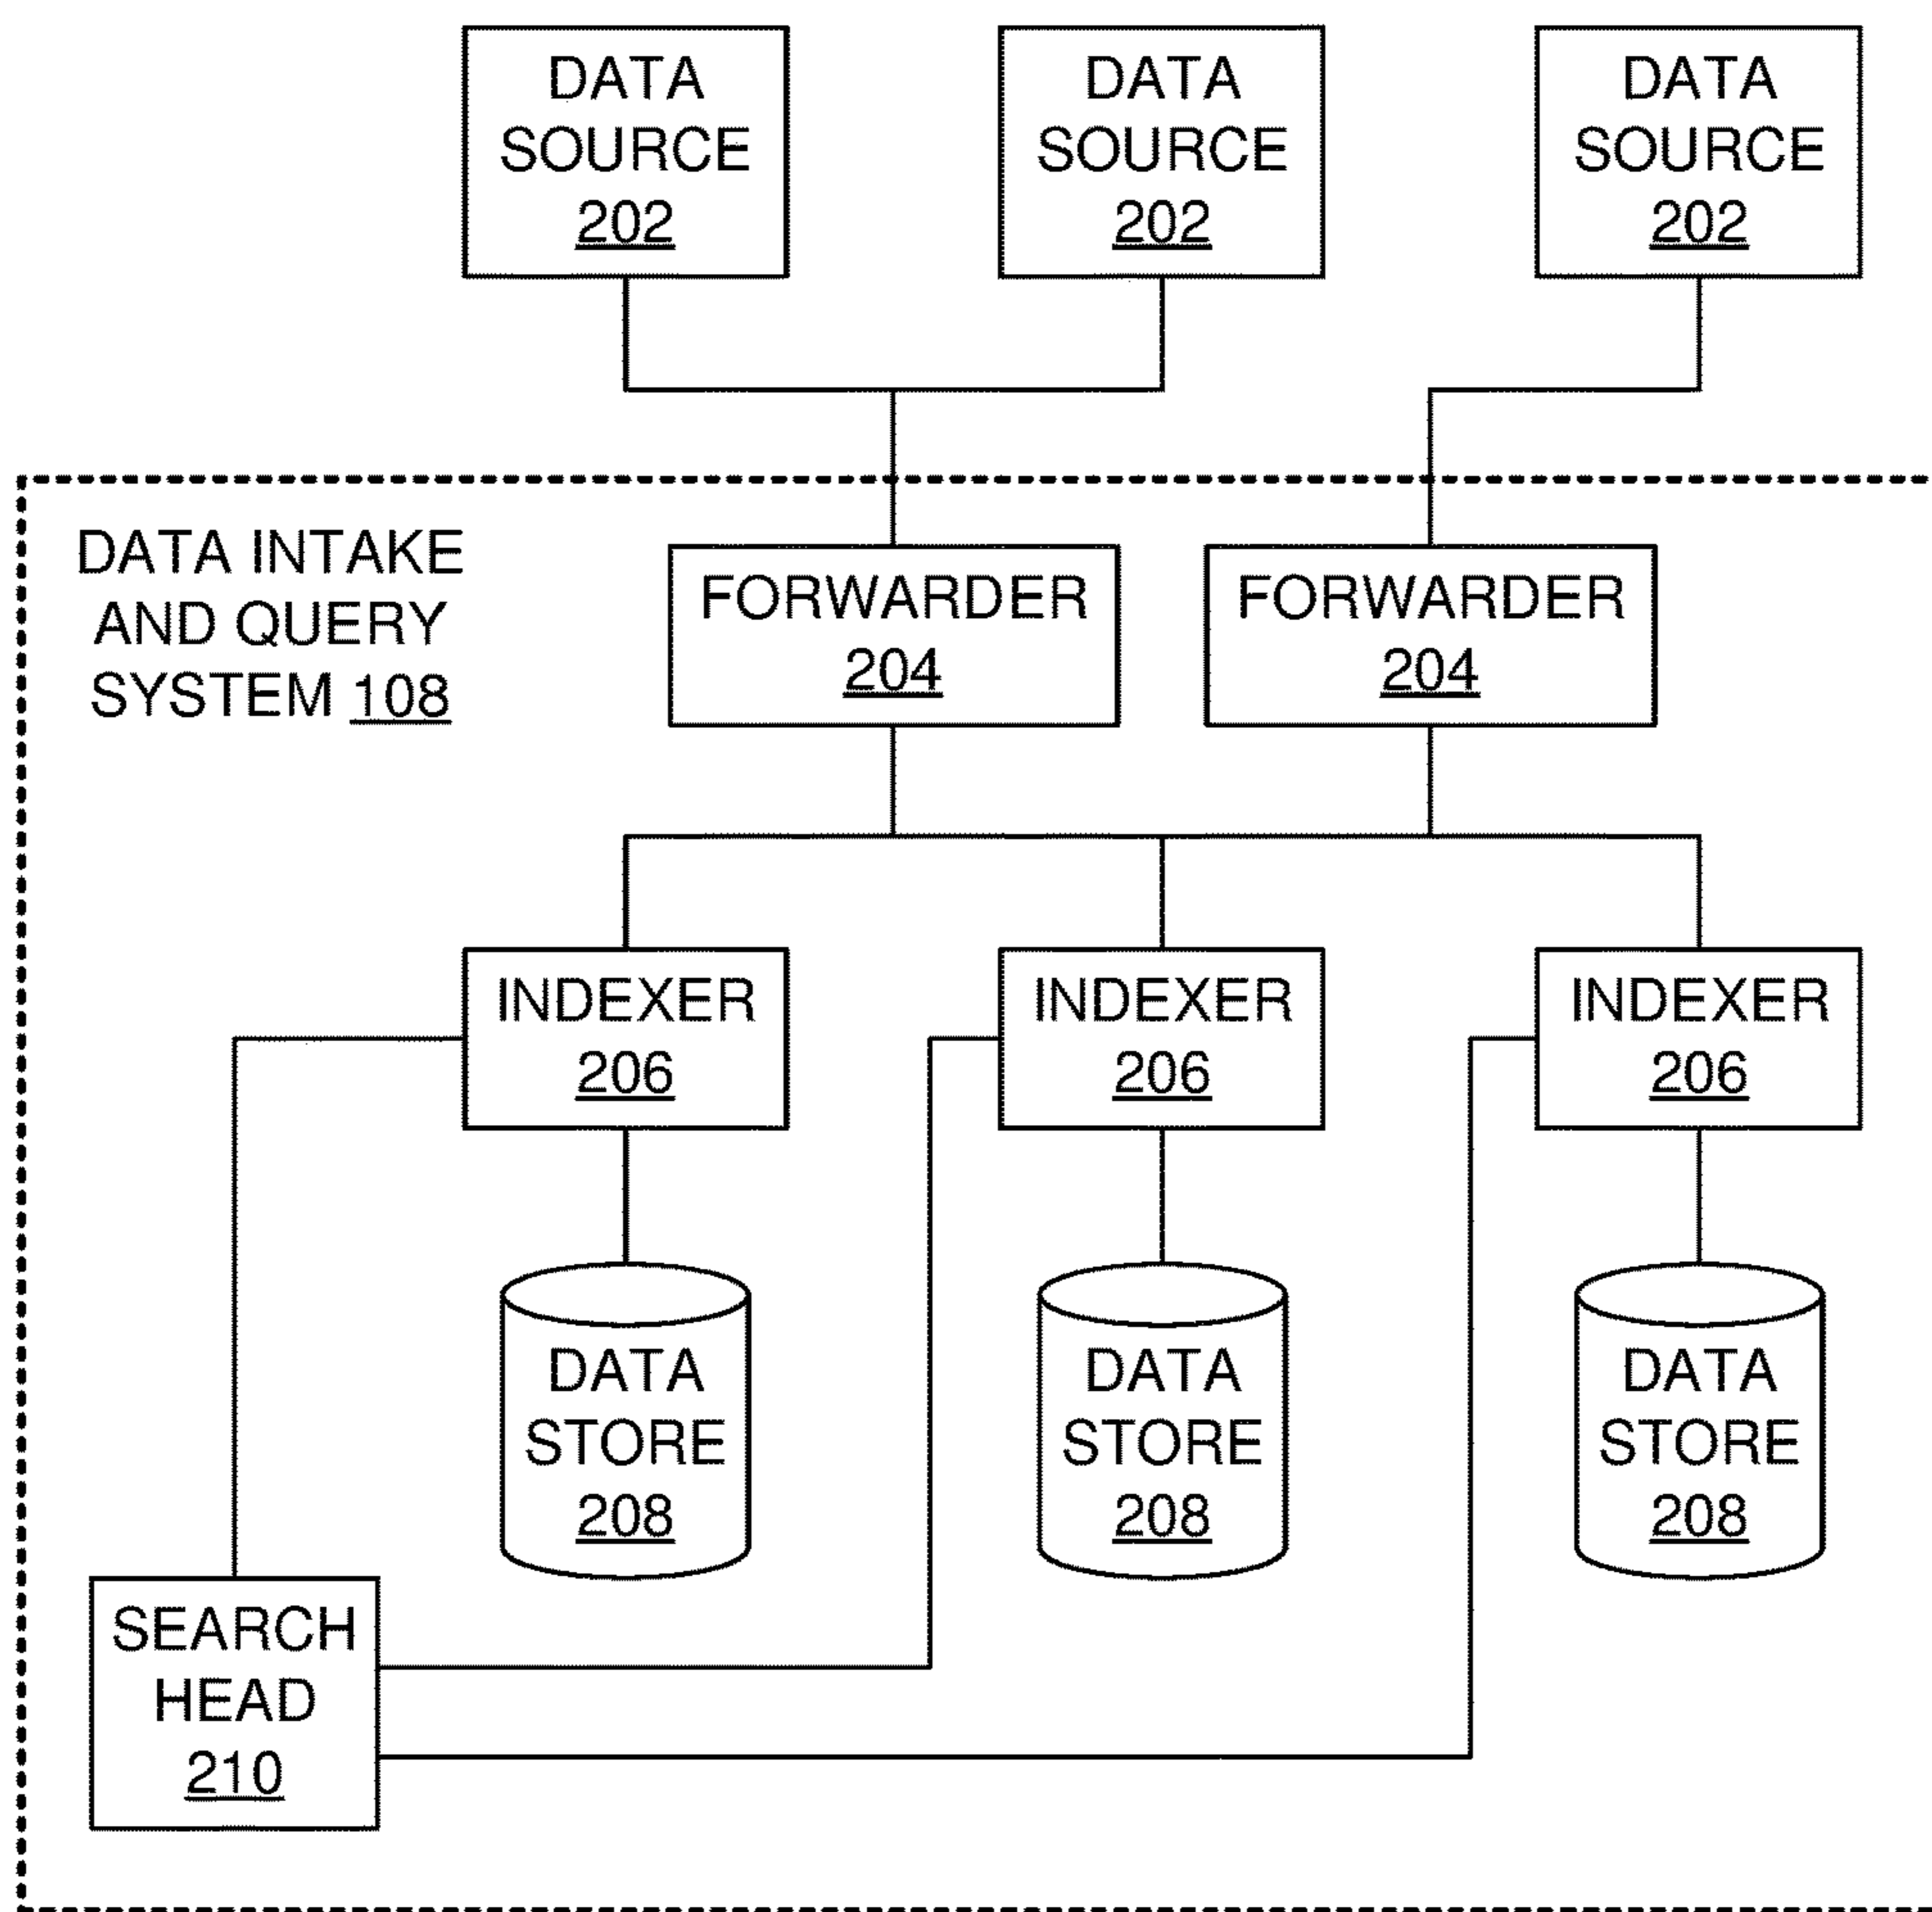 DATA
SOURCE
202
DATA
SOURCE
202
DATA
SOURCE
202
DATA INTAKE
AND QUERY
SYSTEM 108
FORWARDER
204
FORWARDER
204
INDEXER
206
INDEXER
206
INDEXER
206
DATA
STORE
208
DATA
STORE
208
DATA
STORE
208
SEARCH
HEAD
210